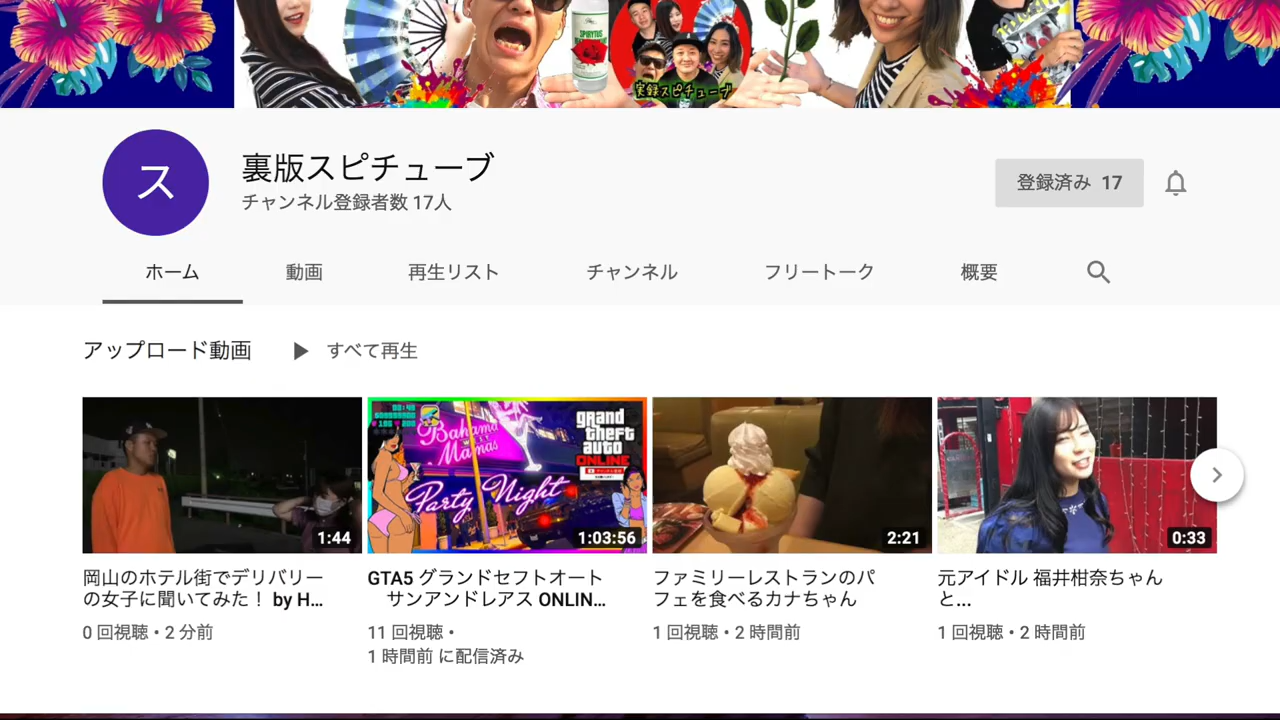 SPIRYTUS
実録スピチューブ
ス
裏版スピチューブ
チャンネル登録者数 17人
登録済み 17
ホーム
動画
再生リスト
チャンネル
フリートーク
概要
アップロード動画
すべて再生
1:44
Bahama
Mamas
Party Night
grand
theft
auto
ONLINE
1:03:56
2:21
0:33
岡山のホテル街でデリバリー
の女子に聞いてみた！ by H...
0 回視聴・2 分前
GTA5 グランドセフトオート
サンアンドレアス ONLIN...
11 回視聴・
1 時間前 に配信済み
ファミリーレストランのパ
フェを食べるカナちゃん
1 回視聴・2 時間前
元アイドル 福井柑奈ちゃん
と...
1 回視聴・2 時間前